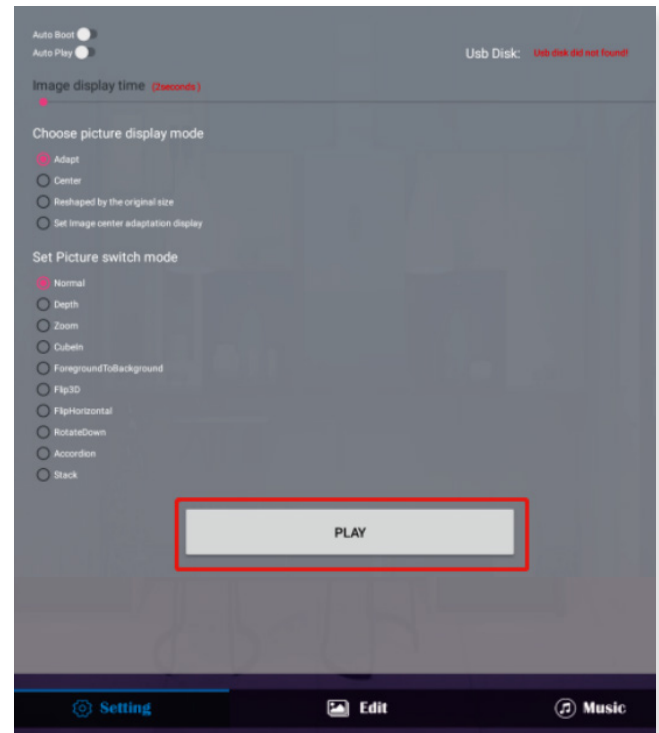 Auto Boot
Auto Play
Usb Disk: Usb disk did not found!
Image display time (2seconds)
Choose picture display mode
Adapt
Center
Reshaped by the original size
Set Image center adaptation display
Set Picture switch mode
Normal
Depth
Zoom
CubeIn
ForegroundToBackground
Flip3D
FlipHorizontal
RotateDown
Accordion
Stack
PLAY
Setting
Edit
Music